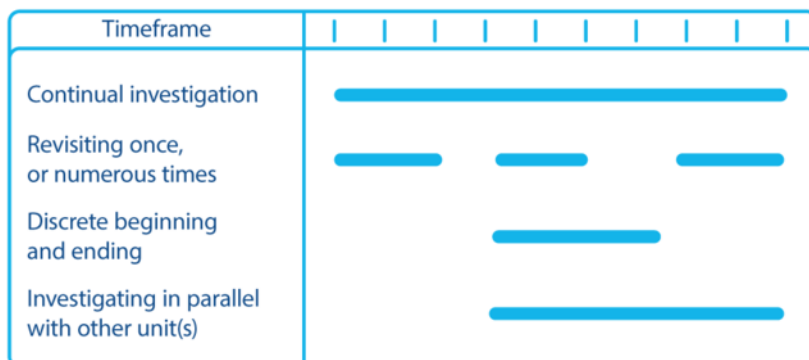 Timeframe
Continual investigation
Revisiting once,
or numerous times
Discrete beginning
and ending
Investigating in parallel
with other unit(s)